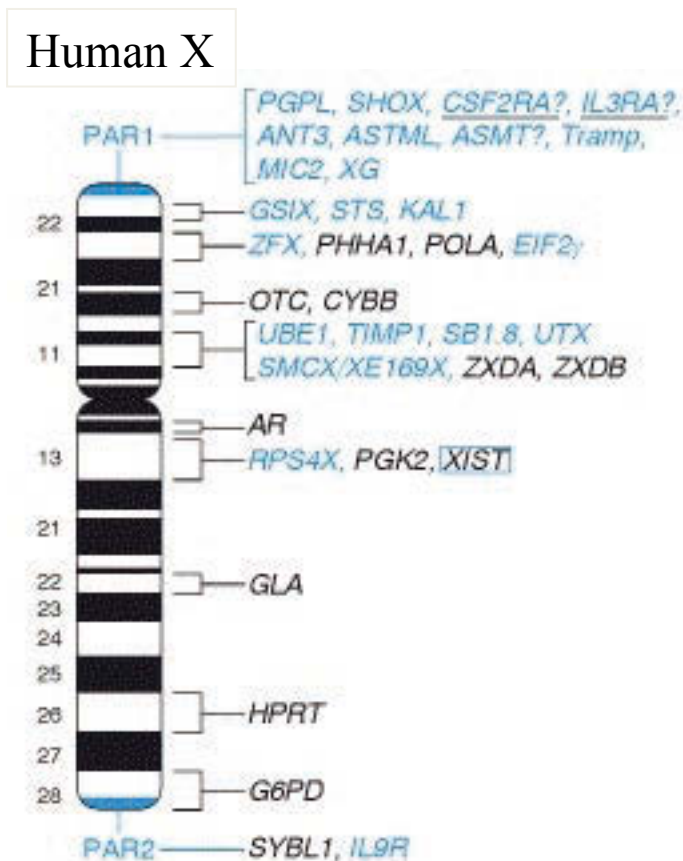 Human X
PGPL, SHOX, CSF2RA?, IL3RA?,
PAR1
ANT3, ASTML, ASMT?, Tramp,
MIC2, XG
GSIX, STS, KAL1
22
ZFX, PHHA1, POLA, EIF2γ
21
OTC, CYBB
UBE1, TIMP1, SB1.8, UTX
11
SMCX/XE169X, ZXDA, ZXDB
AR
13
RPS4X, PGK2, XIST
21
22
GLA
23
24
25
26
HPRT
27
28
G6PD
PAR2
SYBL1, IL9R